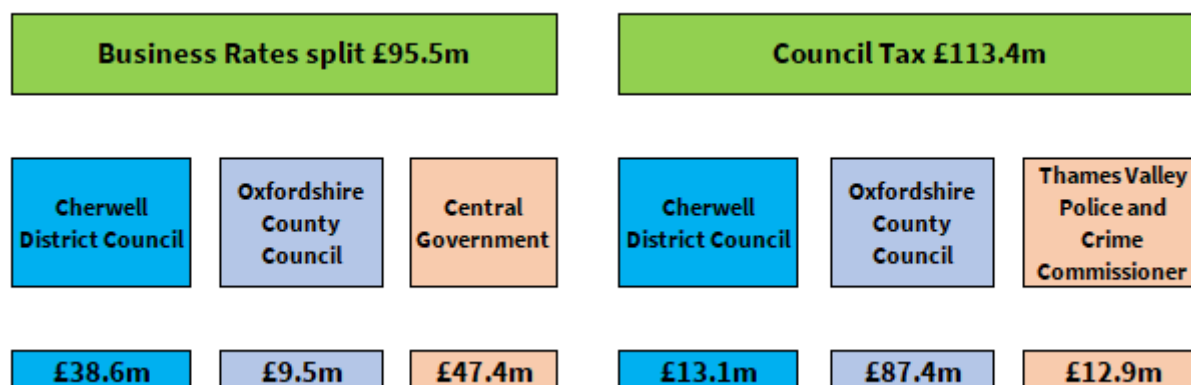 Business Rates split £95.5m
Council Tax £113.4m
Cherwell
District Council
Oxfordshire
County
Council
Central
Government
Cherwell
District Council
Oxfordshire
County
Council
Thames Valley
Police and
Crime
Commissioner
£38.6m
£9.5m
£47.4m
£13.1m
£87.4m
£12.9m